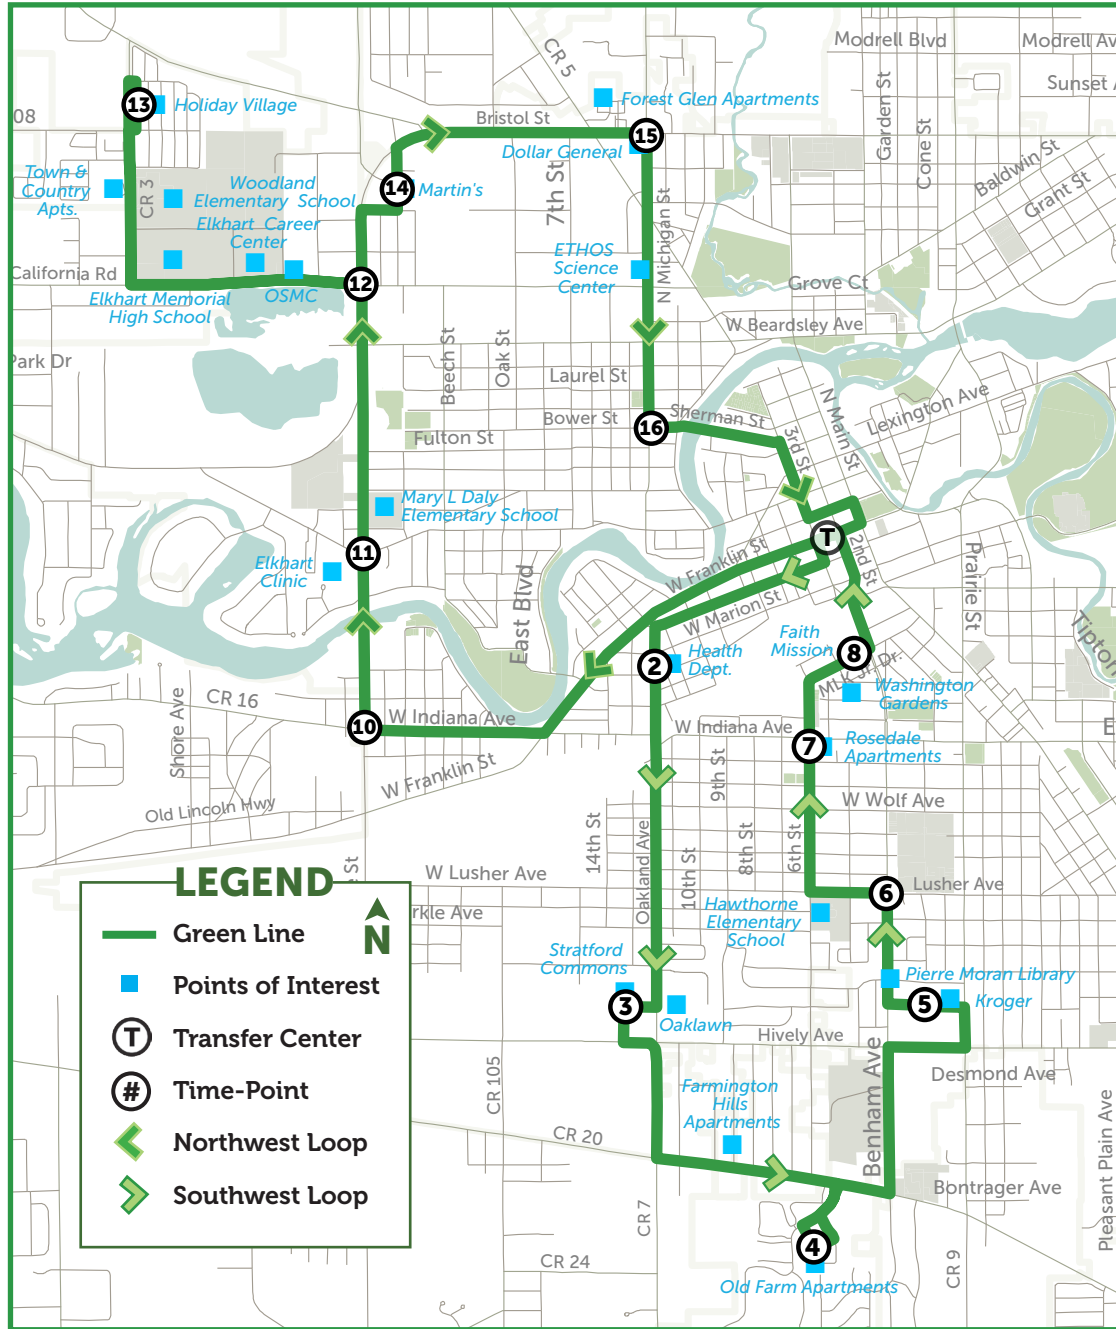 Modrell Blvd
Modrell Av
CR 5
Sunset A
13
Holiday Village
Forest Glen Apartments
08
Bristol St
15
Garden St
Cone St
Dollar General
Baldwin St
Town &
Country
Apts.
CR 3
Woodland
Elementary School
14
Martin's
7th St
Grant St
Elkhart Career
Center
N Michigan St
ETHOS
Science
Center
California Rd
OSMC
12
Grove Ct
Elkhart Memorial
High School
W Beardsley Ave
Park Dr
Beech St
Oak St
Laurel St
Bower St
16
Sherman St
3rd St
N Main St
Lexington Ave
Fulton St
Mary L Daly
Elementary School
T
2nd St
11
Elkhart
Clinic
W Franklin St
Prairie St
East Blvd
W Marion St
Tipton
Faith
Mission
8
2
Health
Dept.
MLK Jr. Dr.
Washington
Gardens
CR 16
Shore Ave
10
W Indiana Ave
W Indiana Ave
7
Rosedale
Apartments
E
W Franklin St
9th St
Old Lincoln Hwy
W Wolf Ave
14th St
8th St
6th St
LEGEND
e St
W Lusher Ave
Oakland Ave
10th St
6
Lusher Ave
rkle Ave
Hawthorne
Elementary
School
Green Line
N
Stratford
Commons
Points of Interest
Pierre Moran Library
3
5
Kroger
Oaklawn
Transfer Center
Hively Ave
Time-Point
#
CR 105
Farmington
Hills
Apartments
Benham Ave
Desmond Ave
Pleasant Plain Ave
CR 20
Northwest Loop
Southwest Loop
Bontrager Ave
CR 7
4
CR 24
CR 9
Old Farm Apartments
T